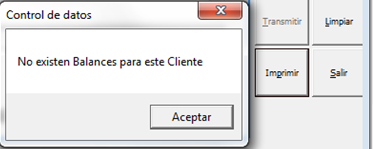 Control de datos
No existen Balances para este Cliente
Aceptar
Transmitir
Limpiar
Imprimir
Salir